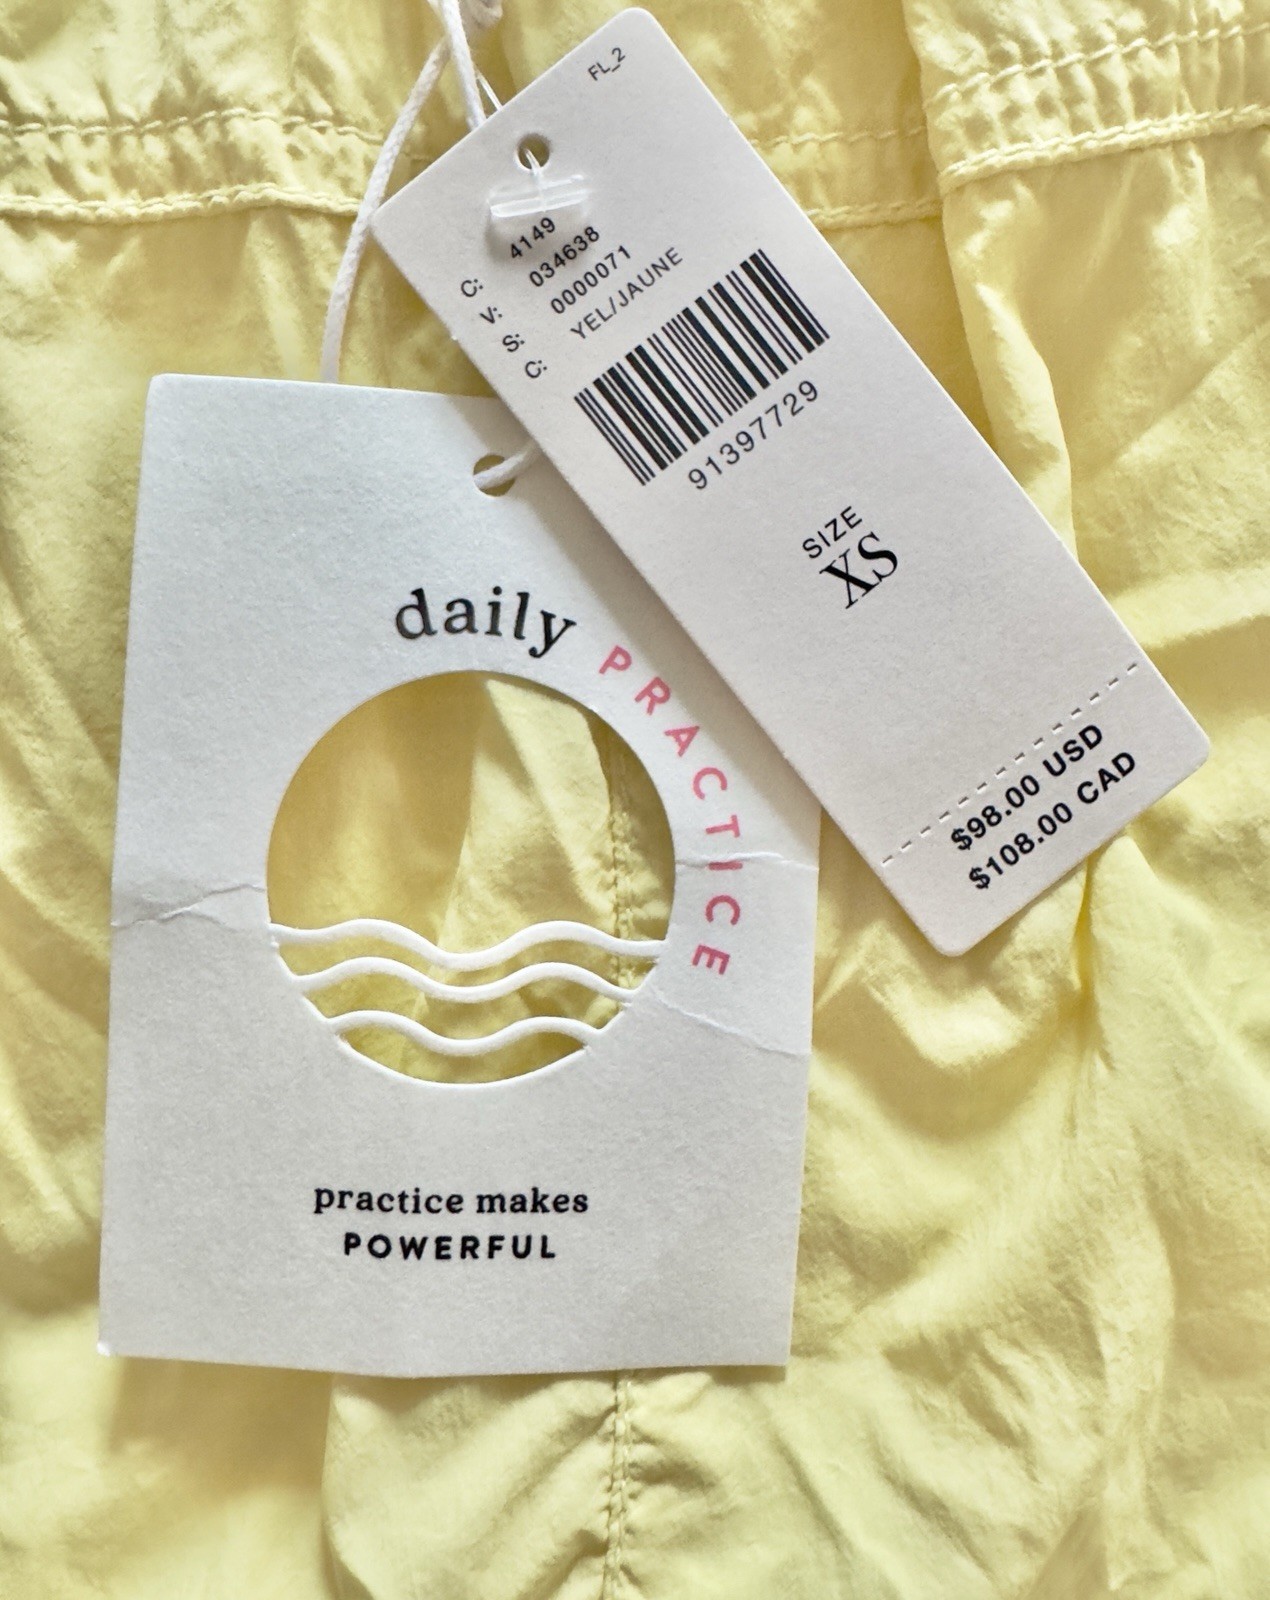 FL_2
C: 4149
V: 034638
S: 0000071
C: YEL/JAUNE
91397729
SIZE
XS
$98.00 USD
$108.00 CAD
daily PRACTICE
practice makes
POWERFUL